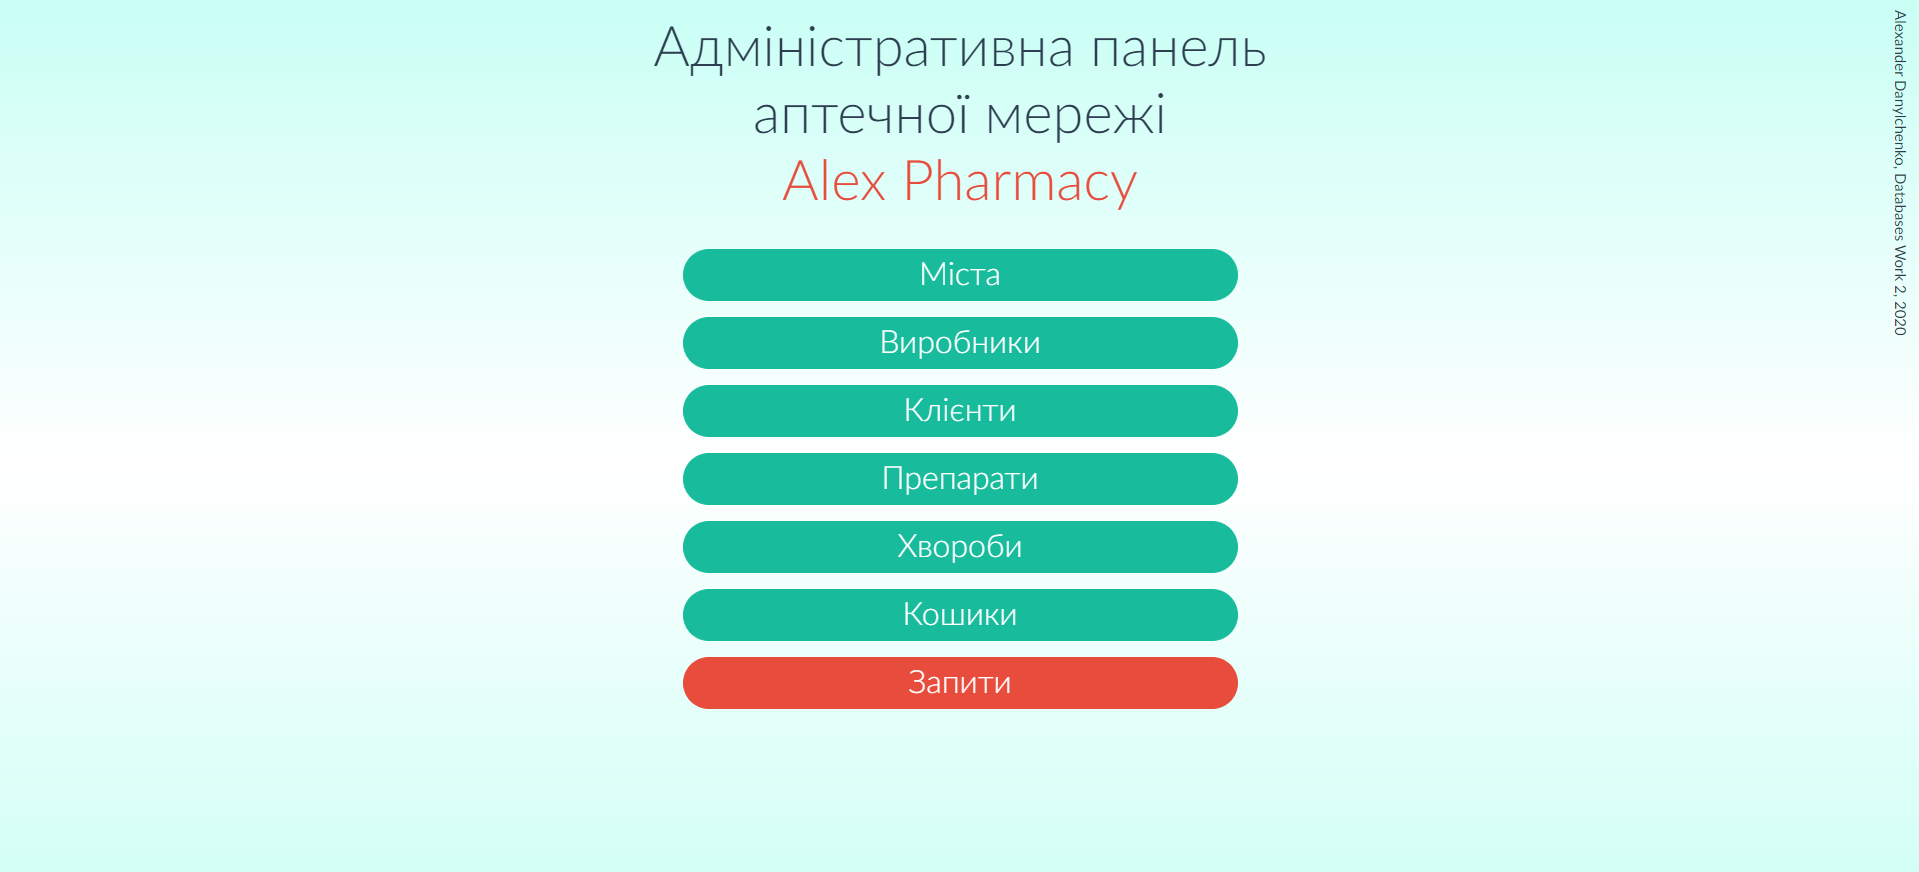 Адміністративна панель
аптечної мережі
Alex Pharmacy
Міста
Виробники
Клієнти
Препарати
Хвороби
Кошики
Запити
Alexander Danylchenko, Databases Work 2, 2020